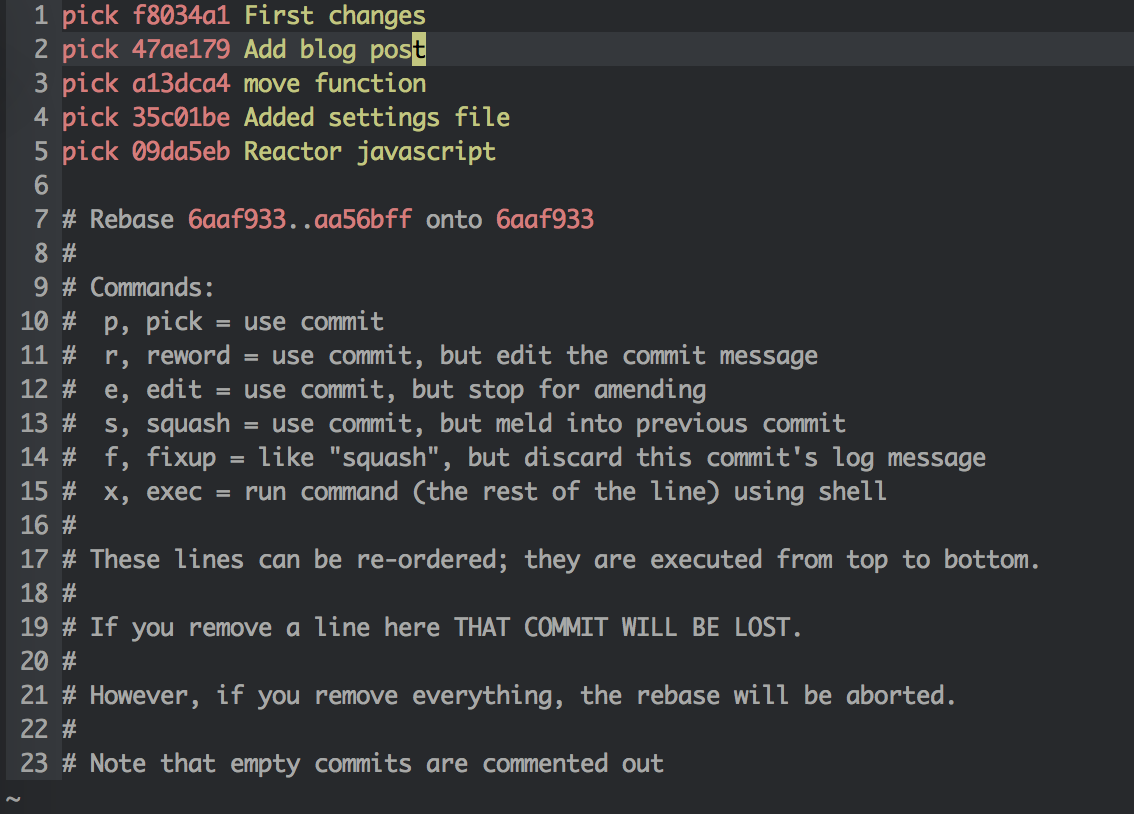 1 pick f8034a1 First changes
2 pick 47ae179 Add blog post
3 pick a13dca4 move function
4 pick 35c01be Added settings file
5 pick 09da5eb Reactor javascript
6
7 # Rebase 6aaf933..aa56bff onto 6aaf933
8 #
9 # Commands:
10 #  p, pick = use commit
11 #  r, reword = use commit, but edit the commit message
12 #  e, edit = use commit, but stop for amending
13 #  s, squash = use commit, but meld into previous commit
14 #  f, fixup = like "squash", but discard this commit's log message
15 #  x, exec = run command (the rest of the line) using shell
16 #
17 # These lines can be re-ordered; they are executed from top to bottom.
18 #
19 # If you remove a line here THAT COMMIT WILL BE LOST.
20 #
21 # However, if you remove everything, the rebase will be aborted.
22 #
23 # Note that empty commits are commented out
~